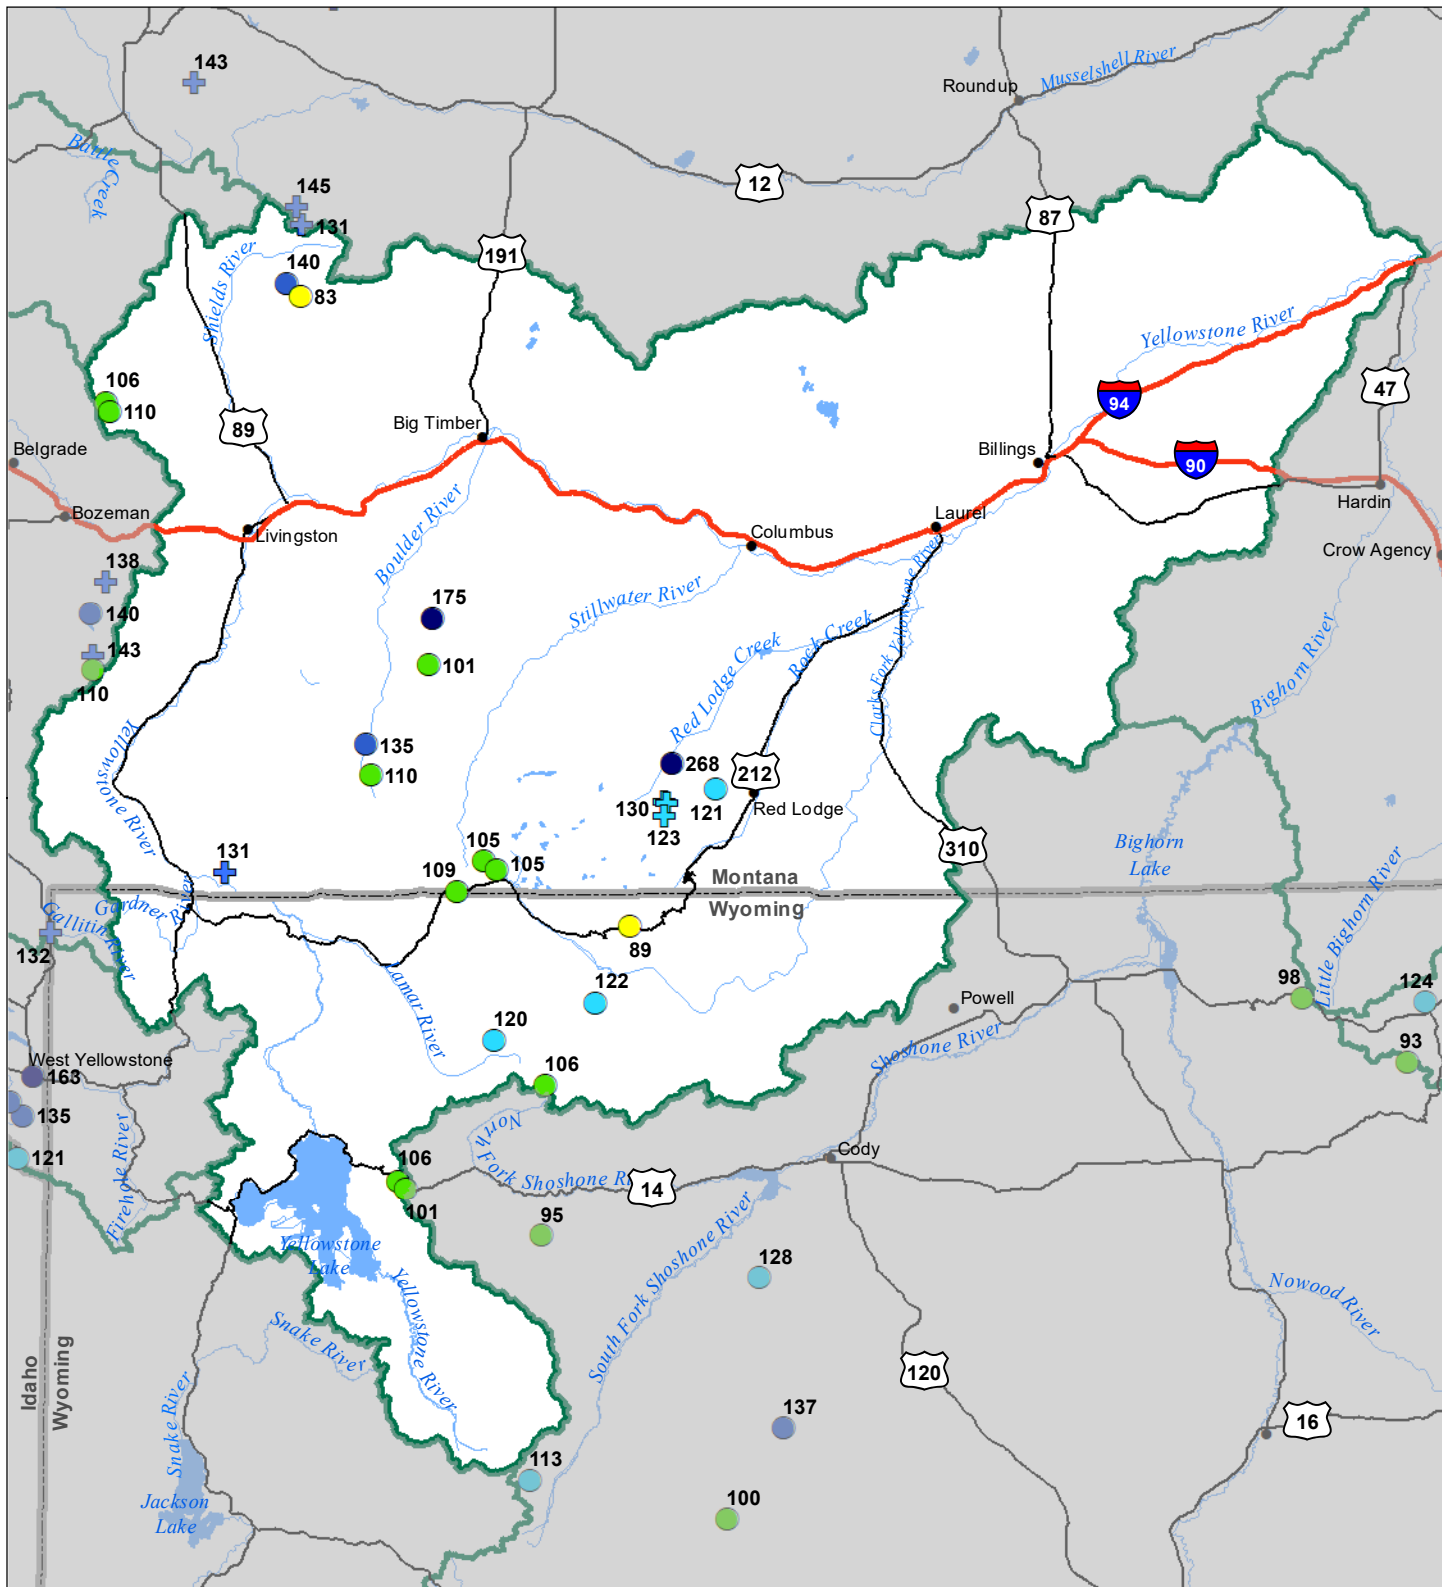 143
Roundup
Musselshell River
Battle Creek
12
145
131
87
191
140
83
Shields River
Yellowstone River
106
110
47
94
89
Big Timber
Belgrade
Billings
90
Bozeman
Hardin
Laurel
Livingston
Columbus
Crow Agency
138
Boulder River
140
175
Stillwater River
143
101
110
Red Lodge Creek
Rock Creek
Clarks Fork Yellowstone River
Bighorn River
Yellowstone River
135
110
268
212
130
121
Red Lodge
123
131
105
105
310
Bighorn
Lake
109
Montana
Wyoming
Gardner River
Gallitin River
132
89
Little Bighorn River
122
98
124
Lamar River
Powell
120
Shoshone River
93
West Yellowstone
163
106
135
North
Fork Shoshone Ri
Cody
121
Firehole River
106
14
101
95
Yellowstone
Lake
128
South Fork Shoshone River
Yellowstone River
Nowood River
Snake River
Idaho
Wyoming
120
137
16
Snake River
113
100
Jackson
Lake